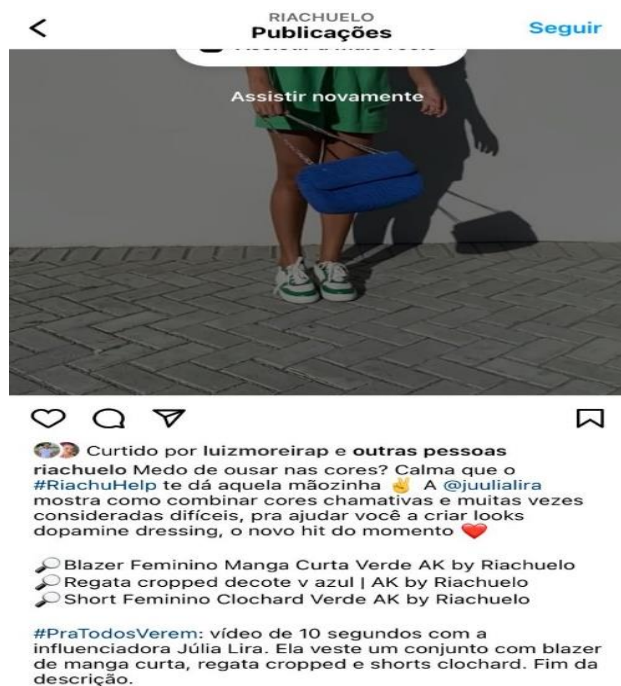 RIACHUELO
Publicações
Seguir
Assistir novamente
Curtido por luizmoreirap e outras pessoas
riachuelo Medo de ousar nas cores? Calma que o
#RiachuHelp te dá aquela mãozinha ✌️ A @juulialira
mostra como combinar cores chamativas e muitas vezes
consideradas difíceis, pra ajudar você a criar looks
dopamine dressing, o novo hit do momento ❤️
🔎Blazer Feminino Manga Curta Verde AK by Riachuelo
🔎Regata cropped decote v azul | AK by Riachuelo
🔎Short Feminino Clochard Verde AK by Riachuelo
#PraTodosVerem: vídeo de 10 segundos com a
influenciadora Júlia Lira. Ela veste um conjunto com blazer
de manga curta, regata cropped e shorts clochard. Fim da
descrição.